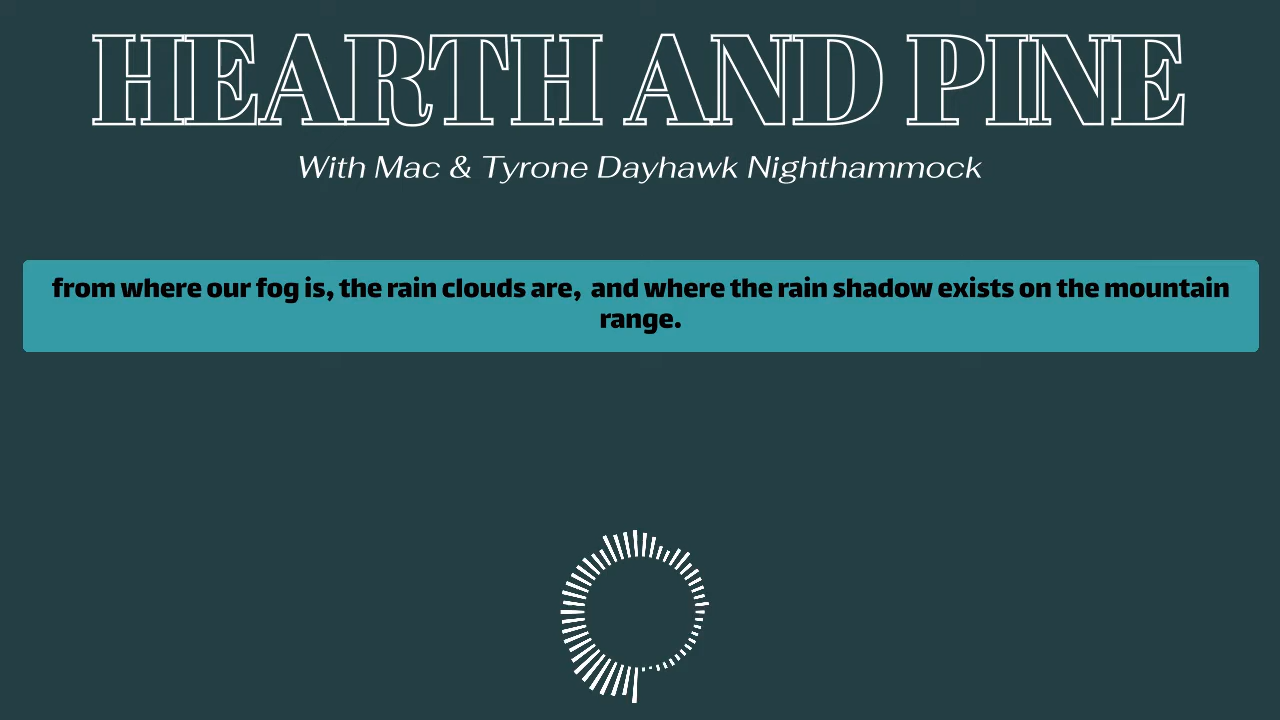 HEARTH AND PINE
With Mac & Tyrone Dayhawk Nighthammock
from where our fog is, the rain clouds are,  and where the rain shadow exists on the mountain
range.